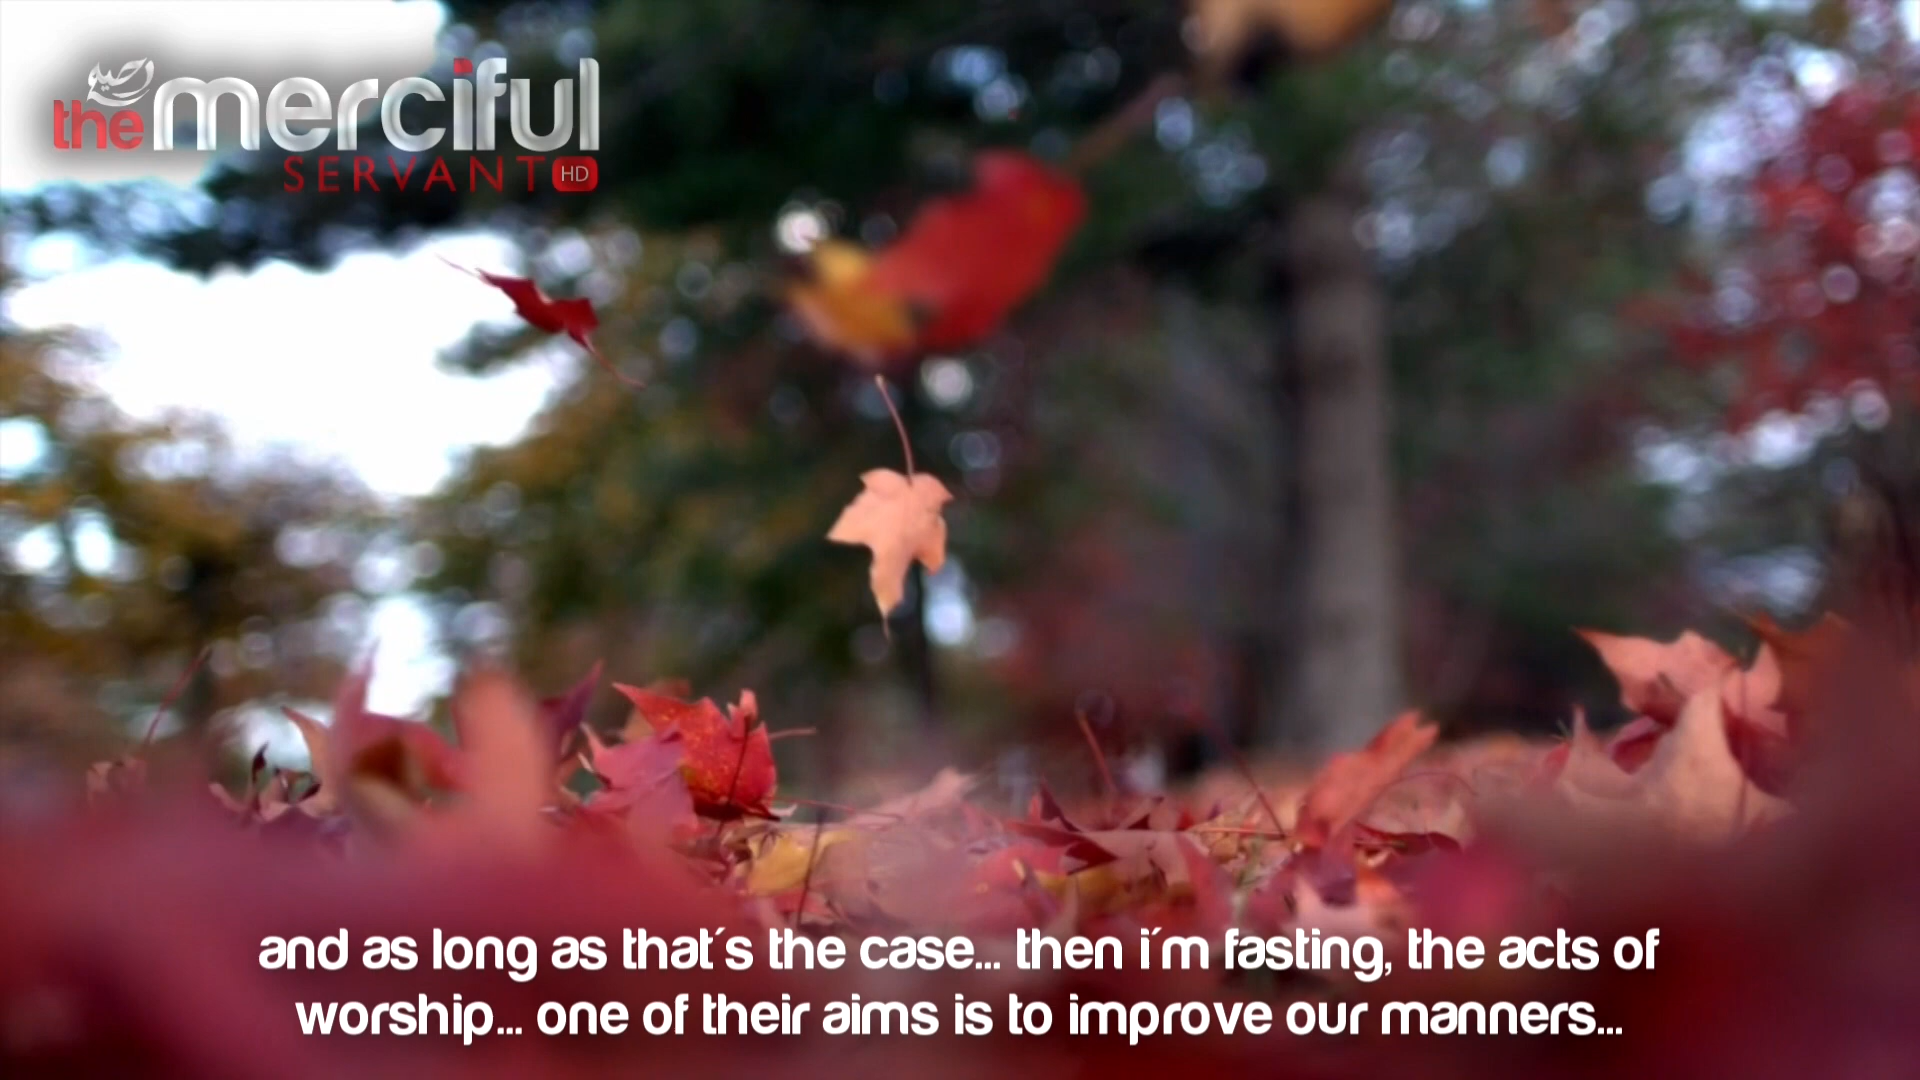 the merciful
SERVANT HD
and as long as that's the case... then i'm fasting, the acts of
worship... one of their aims is to improve our manners...